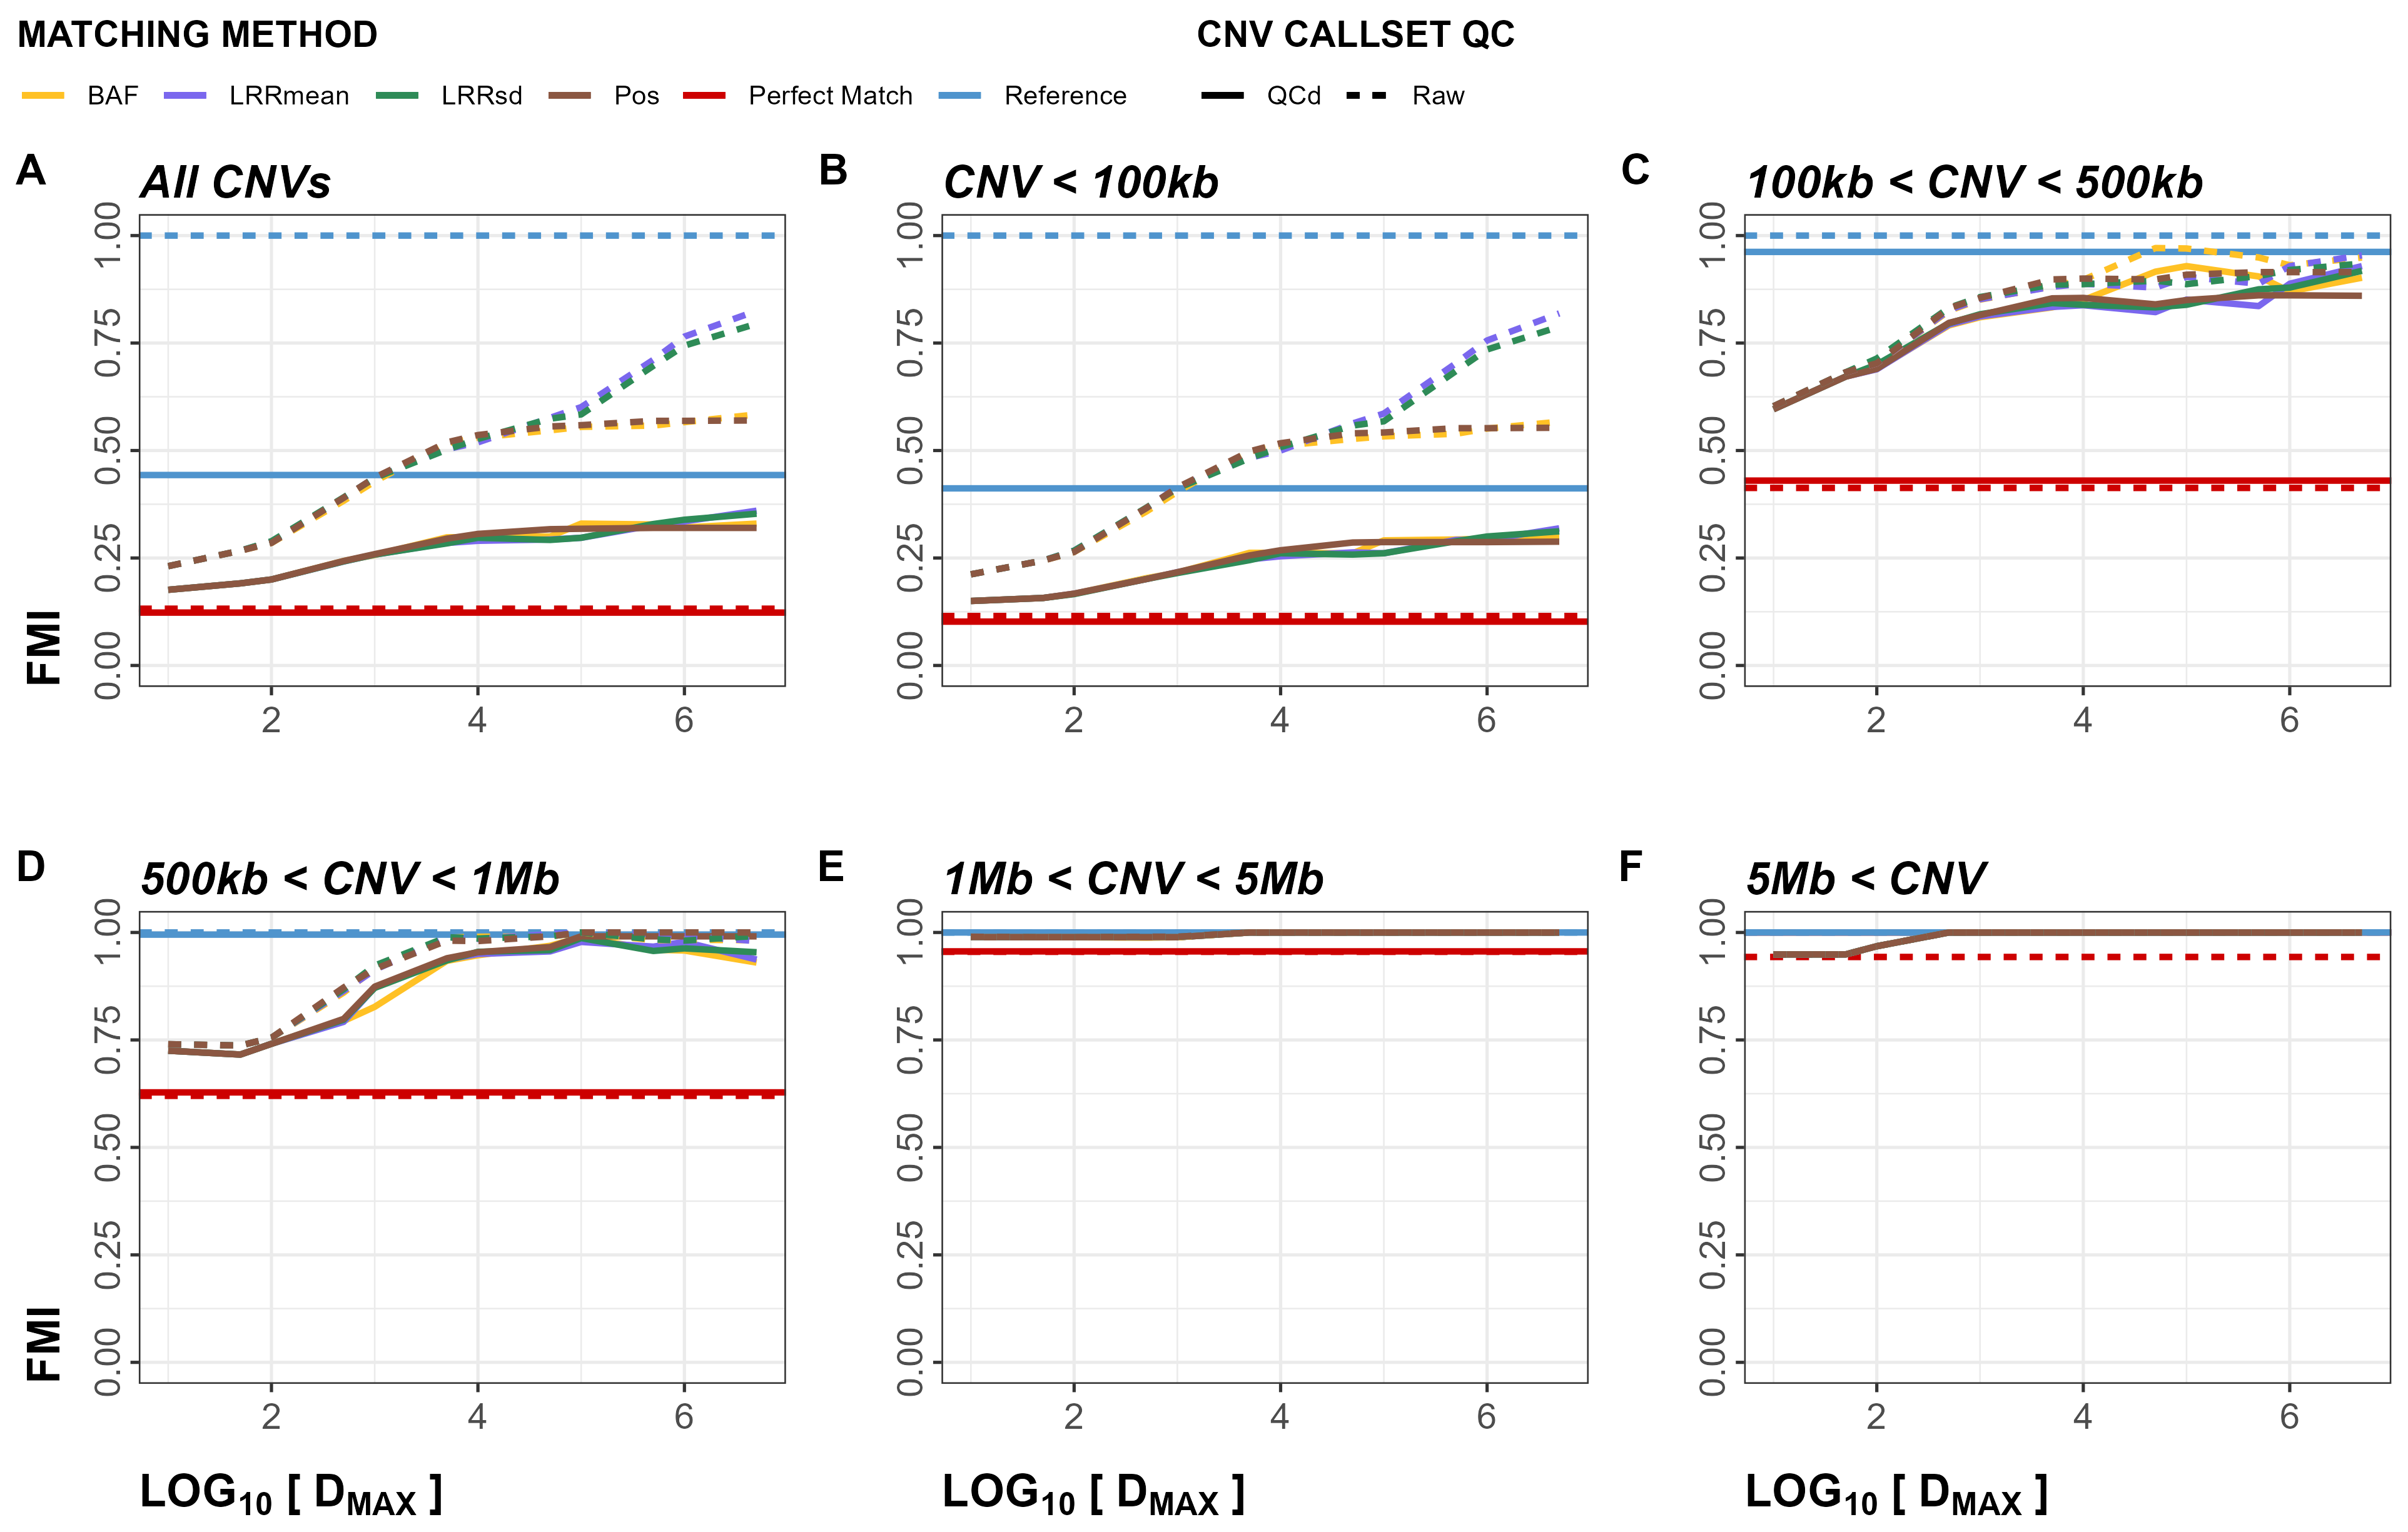 MATCHING METHOD CNV CALLSET QC
BAF LRRmean LRRsd Pos Perfect Match Reference QCd Raw
A All CNVs B CNV < 100kb C 100kb < CNV < 500kb
FMI
1.00
0.75
0.50
0.25
0.00
2 4 6
1.00
0.75
0.50
0.25
0.00
2 4 6
1.00
0.75
0.50
0.25
0.00
2 4 6
D 500kb < CNV < 1Mb E 1Mb < CNV < 5Mb F 5Mb < CNV
FMI
1.00
0.75
0.50
0.25
0.00
2 4 6
1.00
0.75
0.50
0.25
0.00
2 4 6
1.00
0.75
0.50
0.25
0.00
2 4 6
LOG10 [ DMAX ] LOG10 [ DMAX ] LOG10 [ DMAX ]